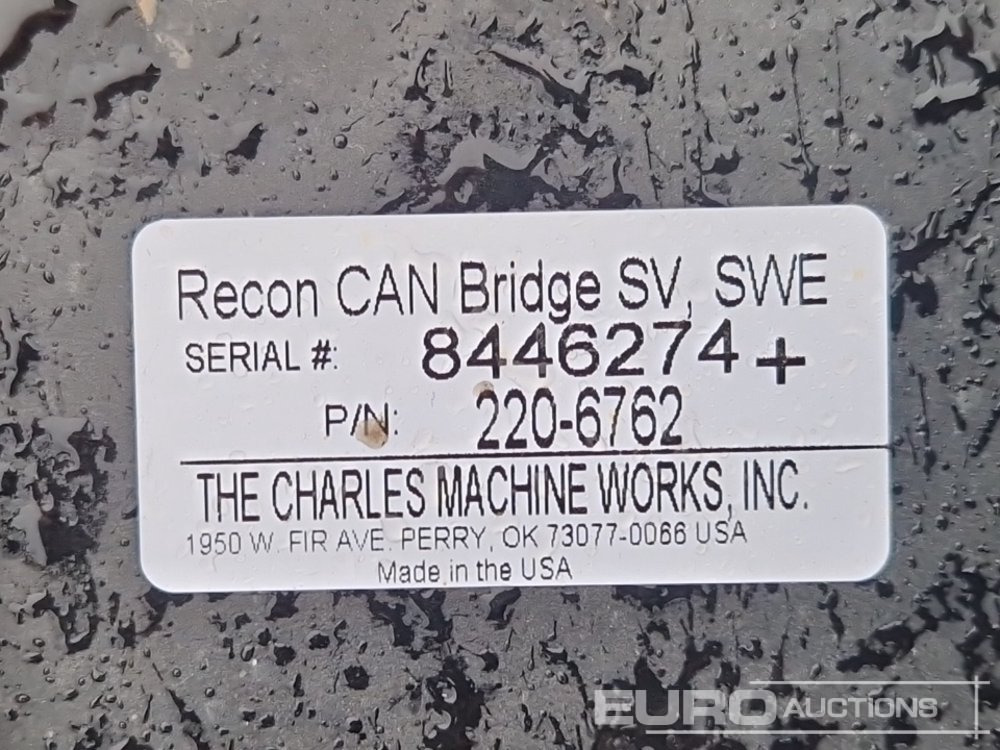 Recon CAN Bridge SV, SWE
SERIAL #: 8446274+
P/N: 220-6762
THE CHARLES MACHINE WORKS, INC.
1950 W. FIR AVE. PERRY, OK 73077-0066 USA
Made in the USA
EURO AUCTIONS